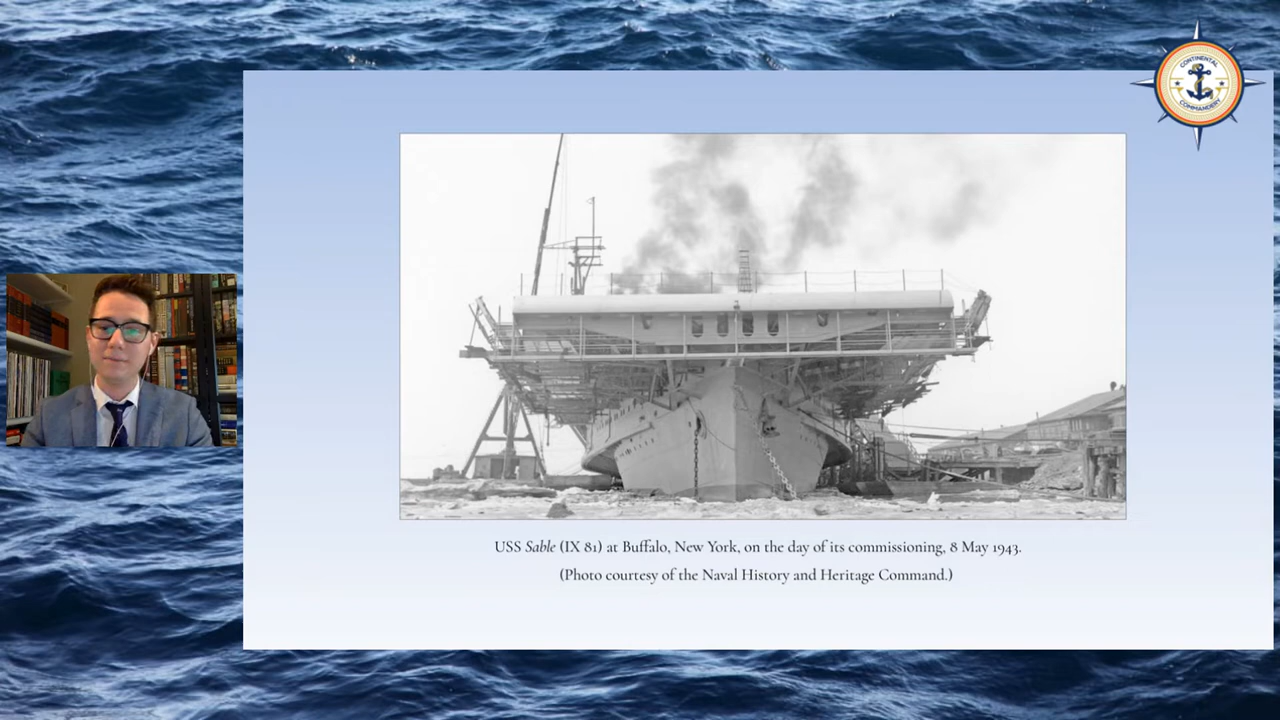 CONTINENTAL
COMMANDERY
USS Sable (IX 81) at Buffalo, New York, on the day of its commissioning, 8 May 1943.
(Photo courtesy of the Naval History and Heritage Command.)